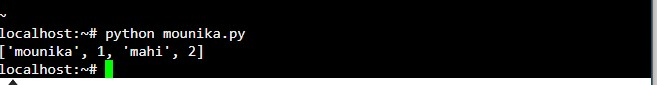 ~
localhost:~# python mounika.py
['mounika', 1, 'mahi', 2]
localhost:~#